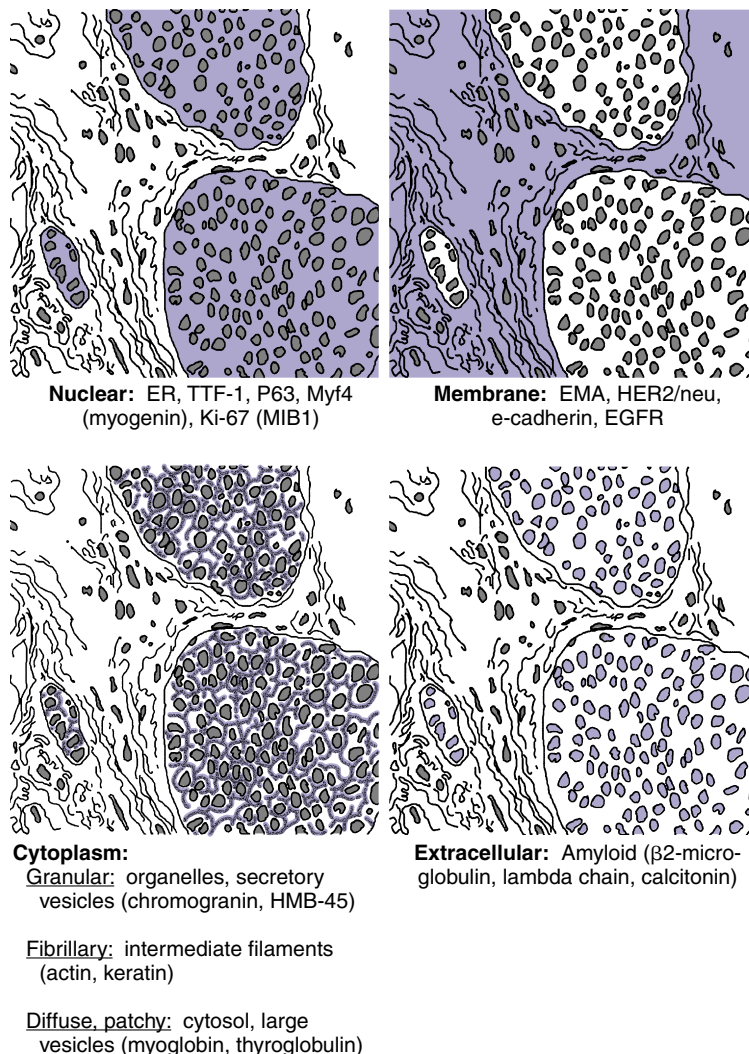 Nuclear: ER, TTF-1, P63, Myf4
(myogenin), Ki-67 (MIB1)
Membrane: EMA, HER2/neu,
e-cadherin, EGFR
Cytoplasm:
Granular: organelles, secretory
vesicles (chromogranin, HMB-45)
Fibrillary: intermediate filaments
(actin, keratin)
Diffuse, patchy: cytosol, large
vesicles (myoglobin, thyroglobulin)
Extracellular: Amyloid (β2-micro-
globulin, lambda chain, calcitonin)